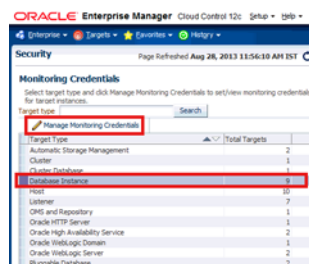 ORACLE Enterprise Manager Cloud Control 12c Setup Help
Enterprise Targets Favorites History
Security
Page Refreshed Aug 28, 2013 11:56:10 AM IST
Monitoring Credentials
Select target type and click Manage Monitoring Credentials to set/view monitoring credentials
for target instances.
Target type Search
Manage Monitoring Credentials
Target Type Total Targets
Automatic Storage Management 2
Cluster 1
Cluster Database 1
Database Instance 9
Host 10
Listener 7
OMS and Repository 1
Oracle HTTP Server 1
Oracle High Availability Service 2
Oracle WebLogic Domain 1
Oracle WebLogic Server 2
Pluggable Database 2